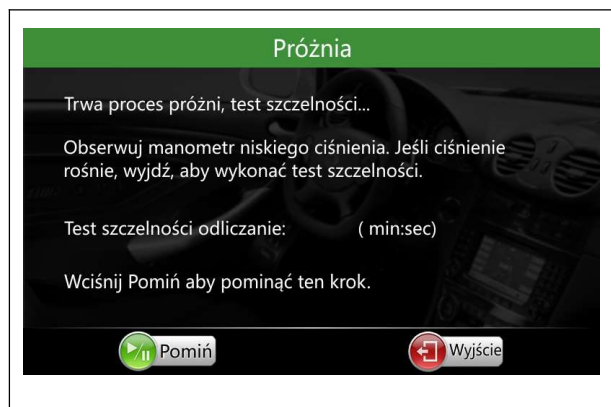 Próżnia
Trwa proces próżni, test szczelności...
Obserwuj manometr niskiego ciśnienia. Jeśli ciśnienie
rośnie, wyjdź, aby wykonać test szczelności.
Test szczelności odliczanie: ( min:sec)
Wciśnij Pomiń aby pominąć ten krok.
Pomiń Wyjście